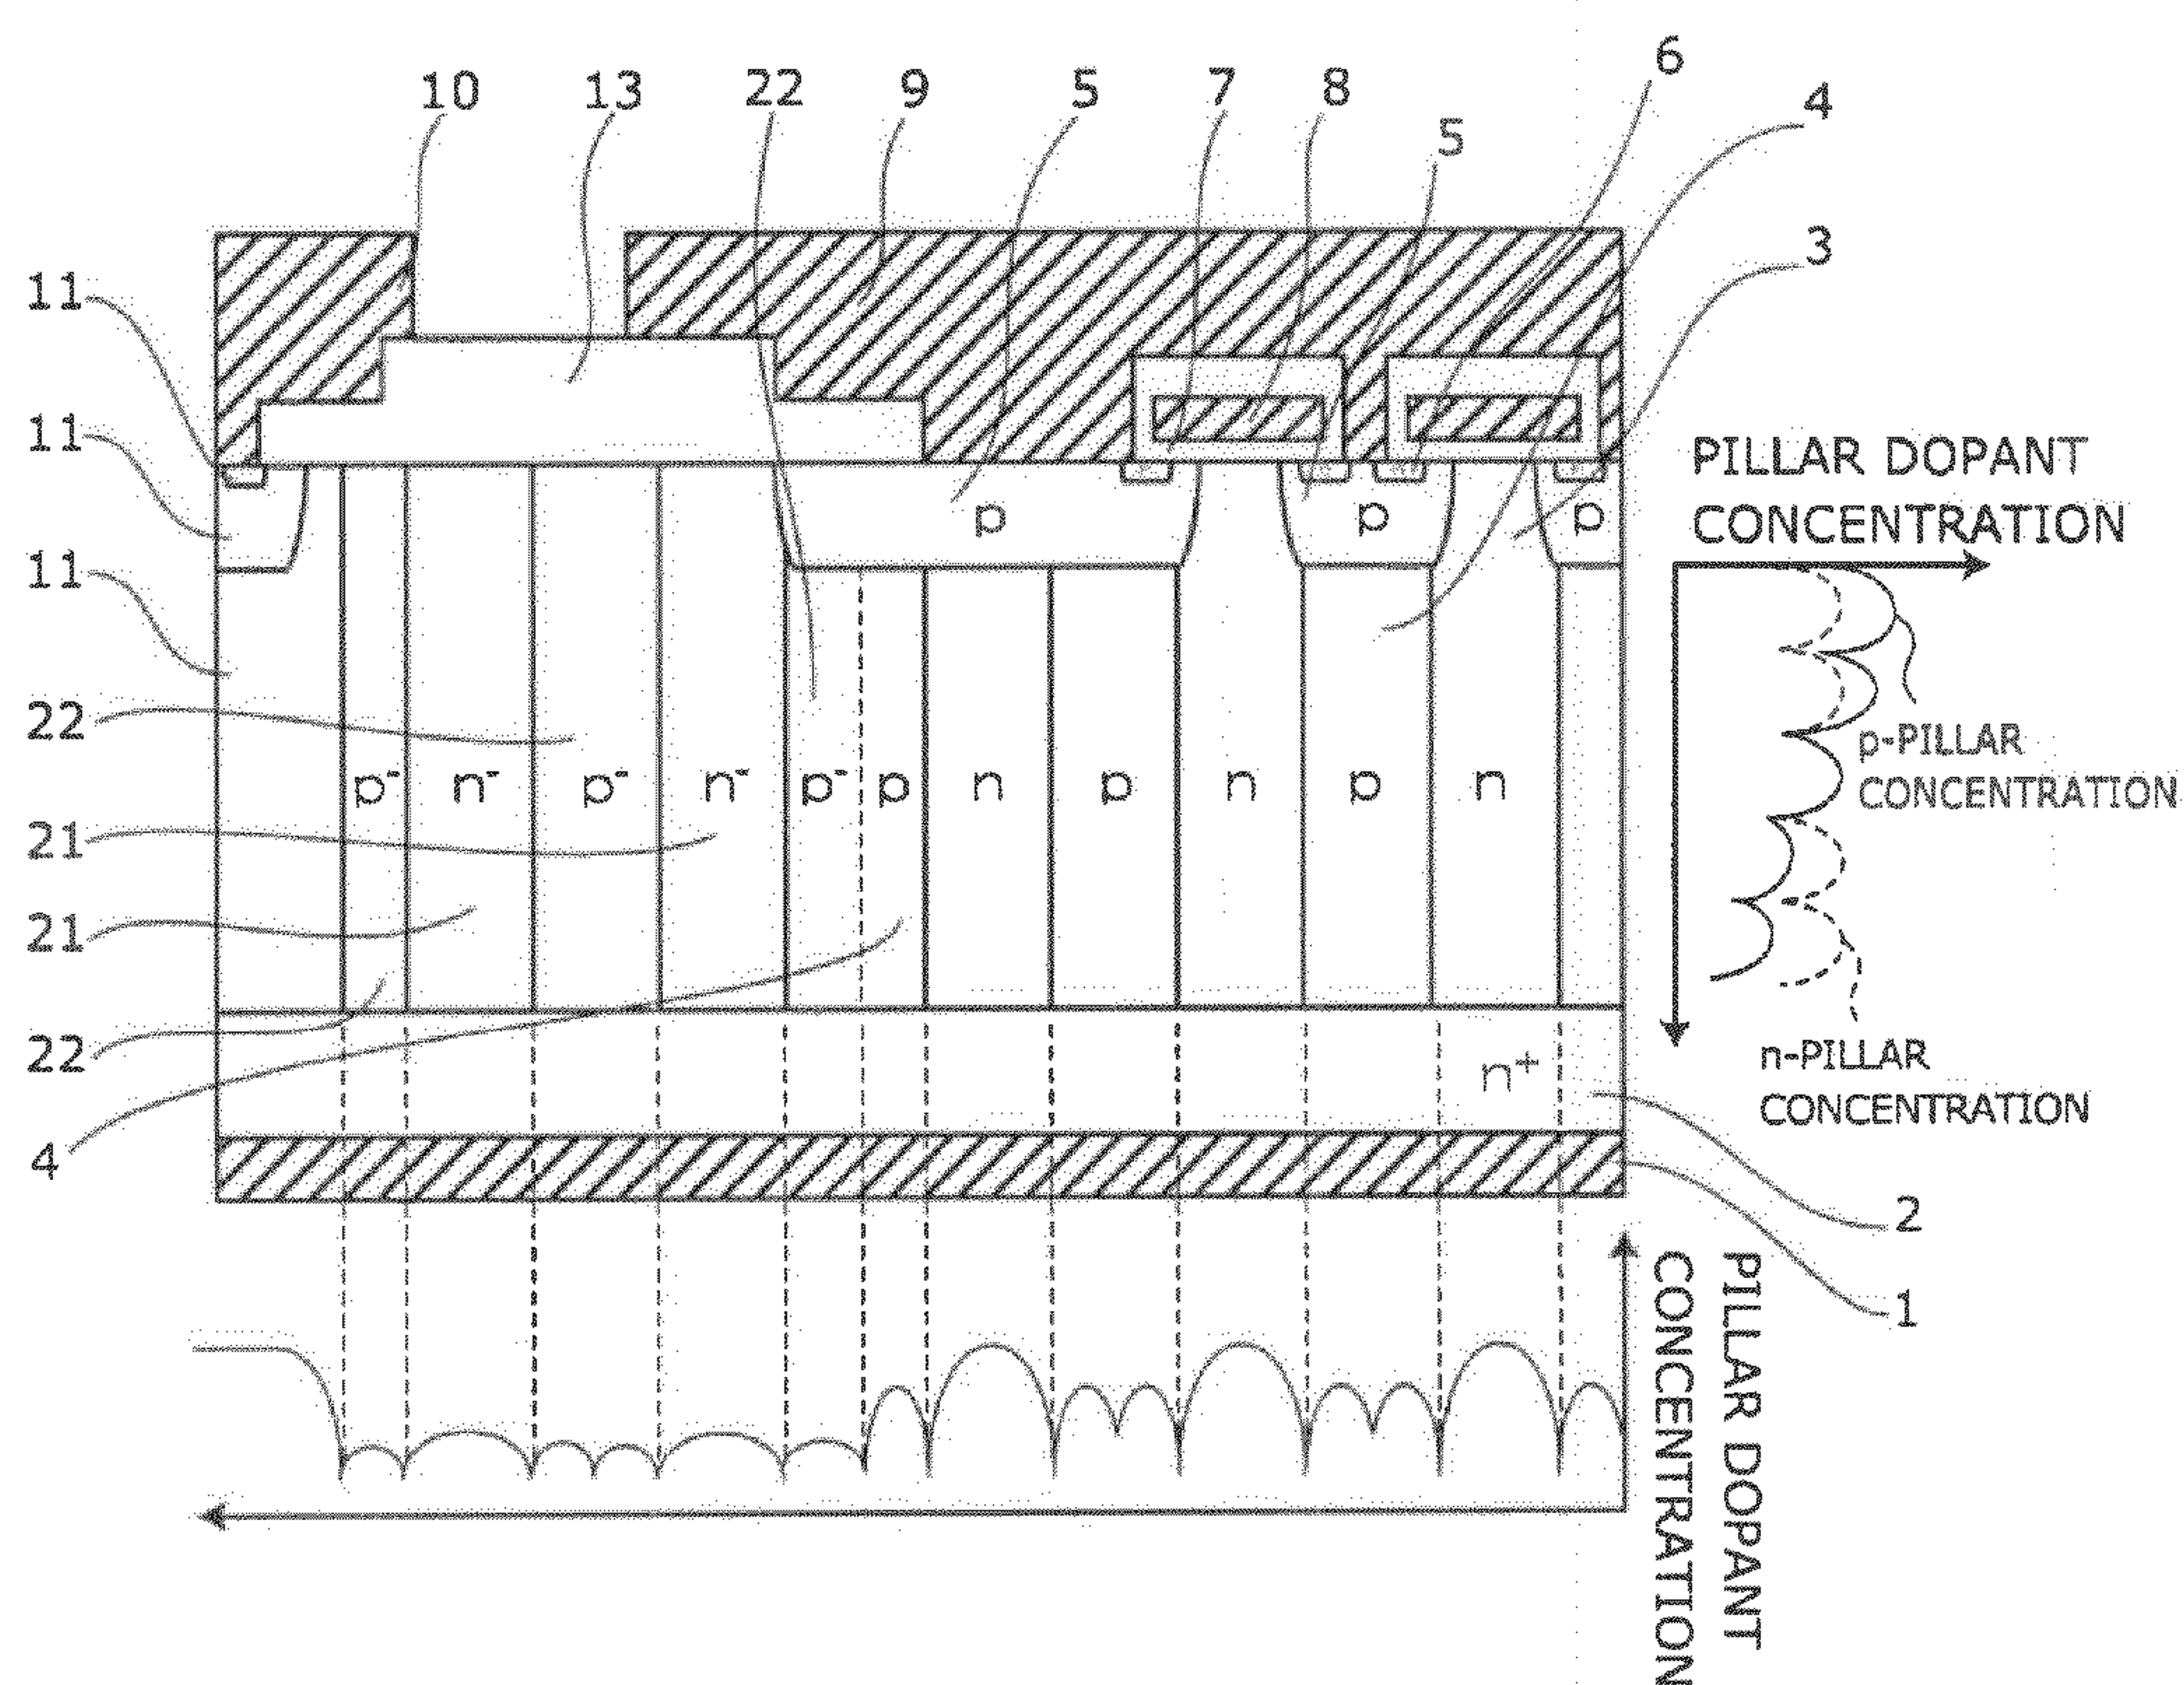 6
10 13 22 9 5 7 8 4
5
3
11
11
PILLAR DOPANT
CONCENTRATION
p p p
11
22
p-PILLAR
CONCENTRATION
p- n- p- n- p- p n p n p n
21
21
22
n+
n-PILLAR
CONCENTRATION
4
2
1
PILLAR DOPANT
CONCENTRATION